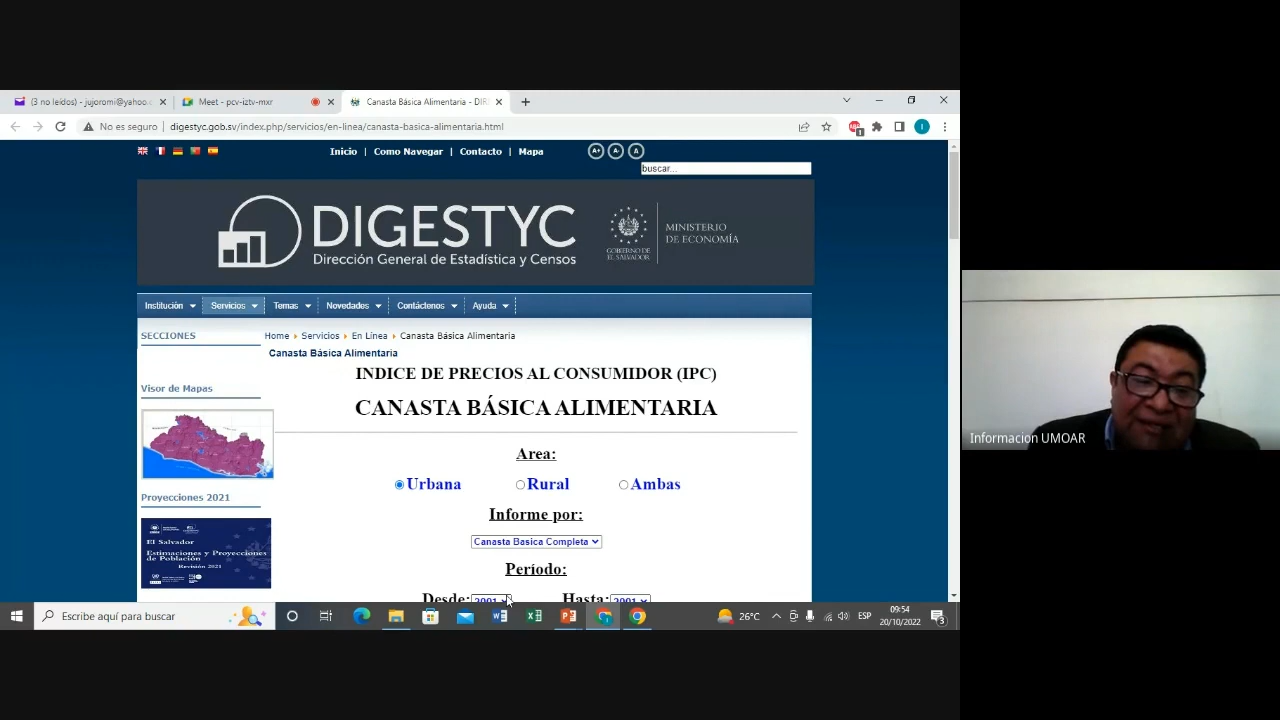 (3 no leídos) - jujoromi@yahoo.c
Meet - pcv-iztv-mxr
Canasta Básica Alimentaria - DIR
No es seguro
digestyc.gob.sv/index.php/servicios/en-linea/canasta-basica-alimentaria.html
Inicio | Como Navegar | Contacto | Mapa
A+ A- A
buscar...
DIGESTYC
Dirección General de Estadística y Censos
GOBIERNO DE
EL SALVADOR
MINISTERIO
DE ECONOMÍA
Institución Servicios Temas Novedades Contáctenos Ayuda
SECCIONES
Home Servicios En Línea Canasta Básica Alimentaria
Canasta Básica Alimentaria
INDICE DE PRECIOS AL CONSUMIDOR (IPC)
CANASTA BÁSICA ALIMENTARIA
Visor de Mapas
Area:
Urbana Rural Ambas
Informe por:
Canasta Basica Completa
Proyecciones 2021
El Salvador
Estimaciones y Proyecciones
de Población
Revisión 2021
Período:
Desde: 2001 Hasta: 2001
Informacion UMOAR
Escribe aquí para buscar
26°C
ESP
09:54
20/10/2022
3